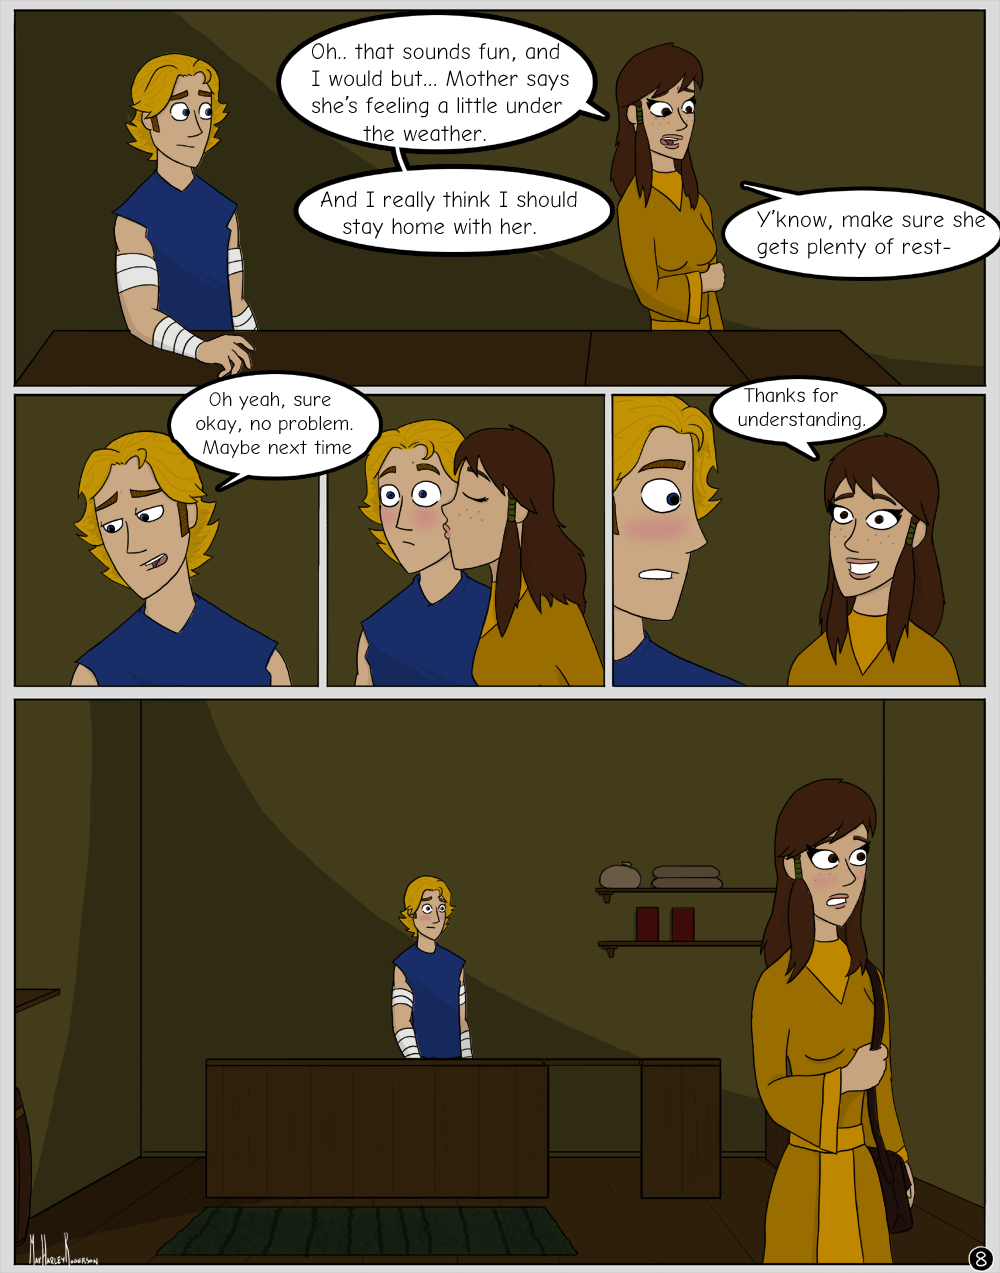 Oh.. that sounds fun, and
I would but... Mother says
she's feeling a little under
the weather.
And I really think I should
stay home with her.
Y'know, make sure she
gets plenty of rest-
Oh yeah, sure
okay, no problem.
Maybe next time
Thanks for
understanding.
MaxHarleyRogerson
8